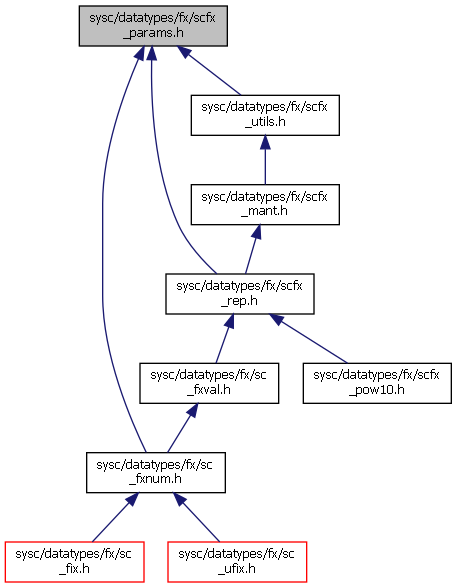 sysc/datatypes/fx/scfx
_params.h
sysc/datatypes/fx/scfx
_utils.h
sysc/datatypes/fx/scfx
_mant.h
sysc/datatypes/fx/scfx
_rep.h
sysc/datatypes/fx/sc
_fxval.h
sysc/datatypes/fx/scfx
_pow10.h
sysc/datatypes/fx/sc
_fxnum.h
sysc/datatypes/fx/sc
_fix.h
sysc/datatypes/fx/sc
_ufix.h